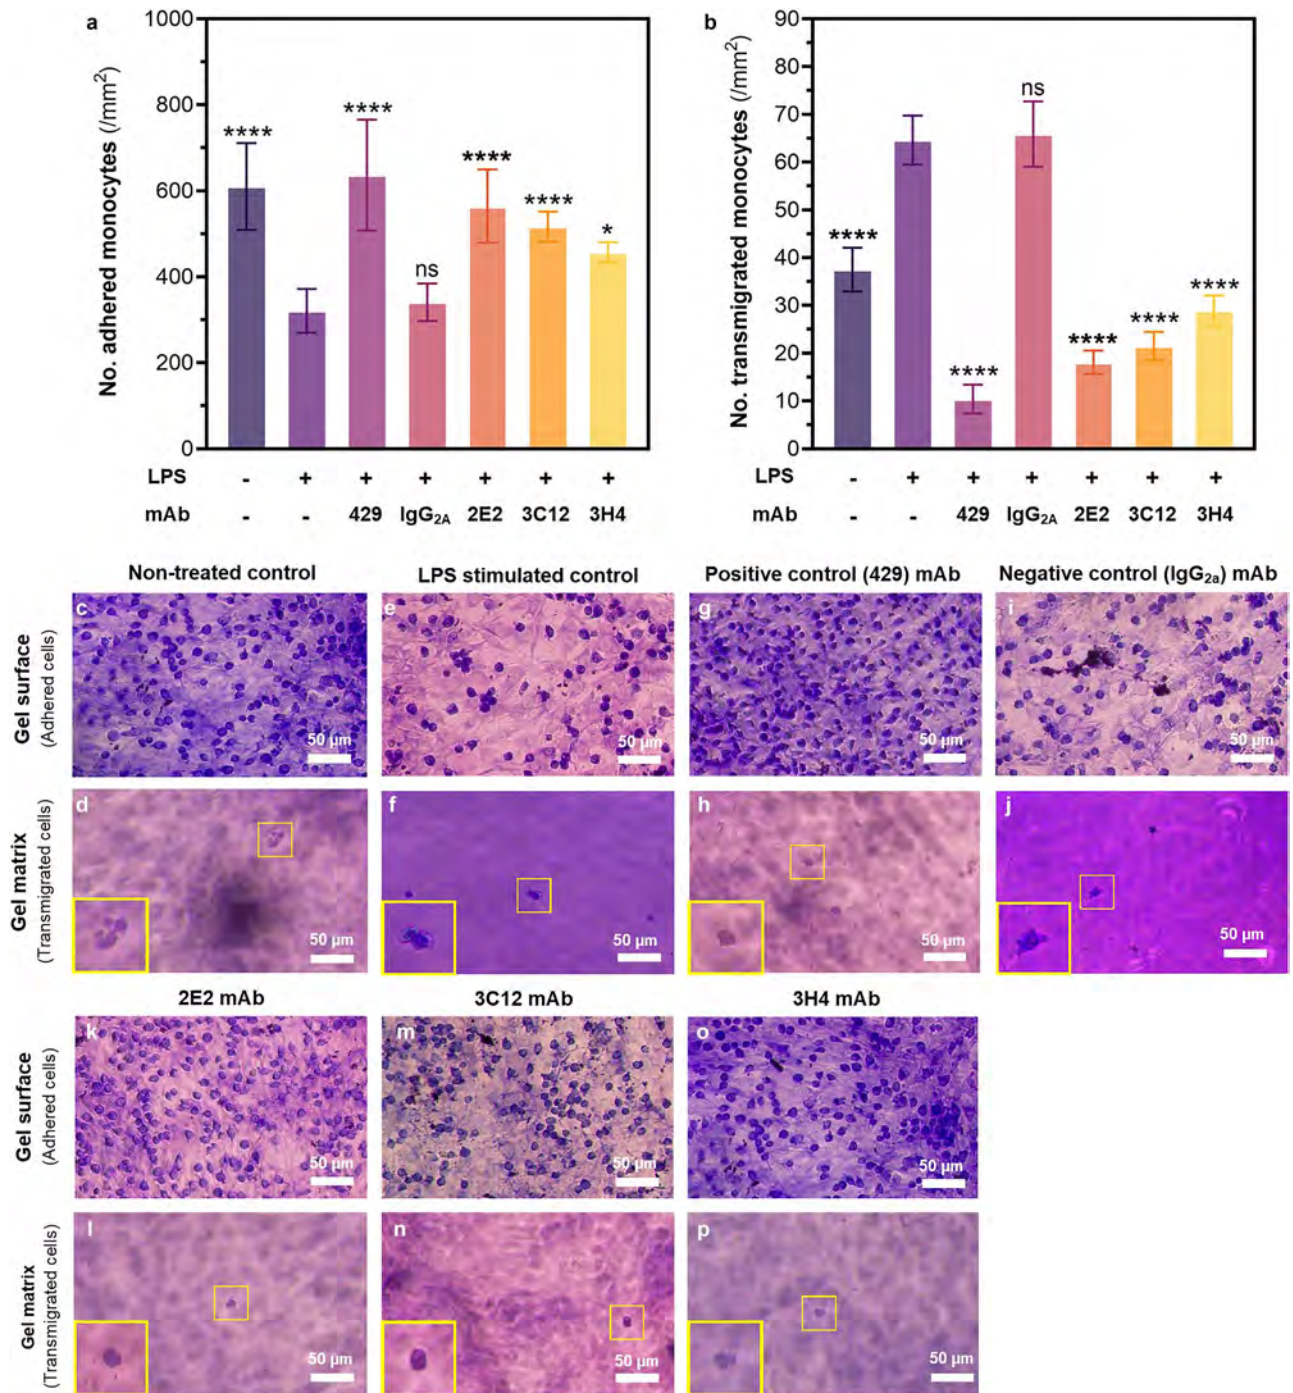 a
No. adhered monocytes (/mm²)
1000
800
600
400
200
0
****
****
ns
****
****
*
LPS - + + + + + +
mAb - - 429 IgG2A 2E2 3C12 3H4
b
No. transmigrated monocytes (/mm²)
90
80
70
60
50
40
30
20
10
0
****
****
ns
****
****
****
LPS - + + + + + +
mAb - - 429 IgG2A 2E2 3C12 3H4
Non-treated control LPS stimulated control Positive control (429) mAb Negative control (IgG2a) mAb
Gel surface
(Adhered cells)
c 50 µm
e 50 µm
g 50 µm
i 50 µm
Gel matrix
(Transmigrated cells)
d 50 µm
f 50 µm
h 50 µm
j 50 µm
2E2 mAb 3C12 mAb 3H4 mAb
Gel surface
(Adhered cells)
k 50 µm
m 50 µm
o 50 µm
Gel matrix
(Transmigrated cells)
l 50 µm
n 50 µm
p 50 µm